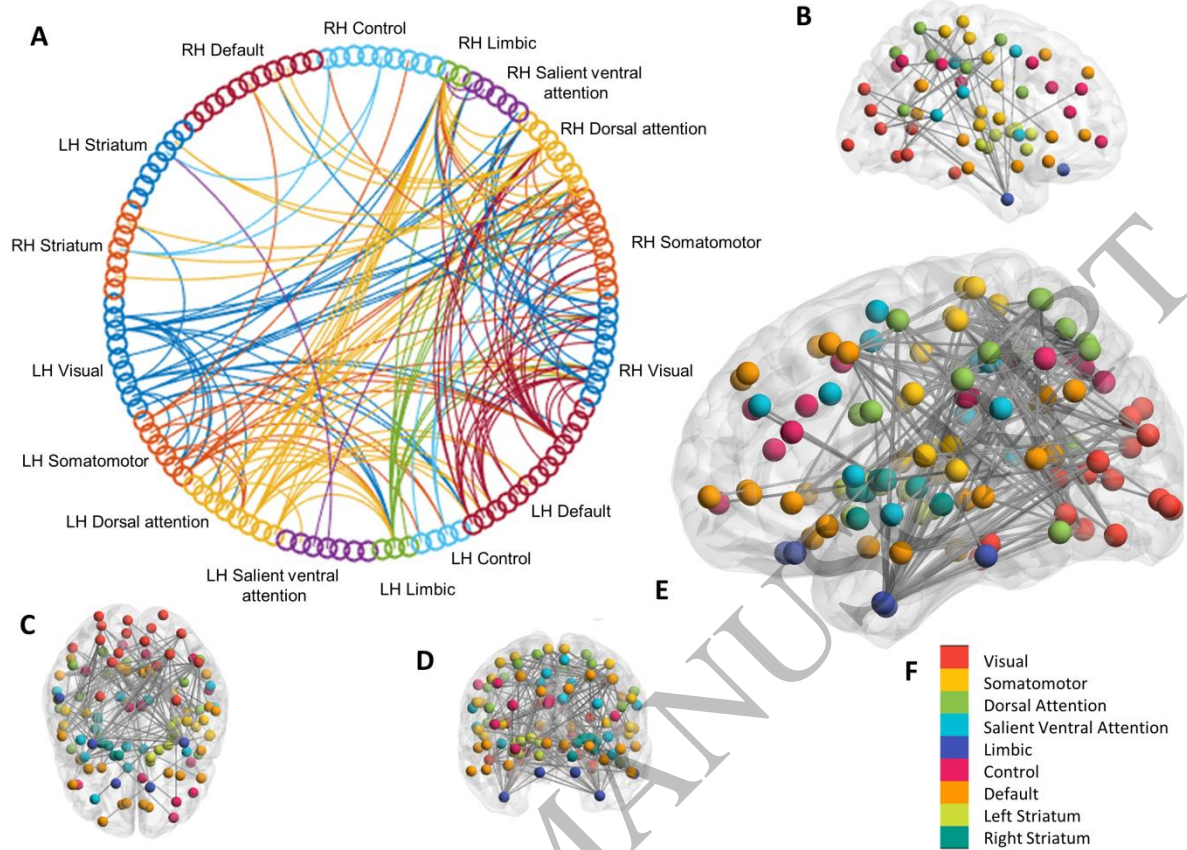 A
RH Default
RH Control
RH Limbic
RH Salient ventral
attention
RH Dorsal attention
LH Striatum
RH Striatum
RH Somatomotor
LH Visual
RH Visual
LH Somatomotor
LH Dorsal attention
LH Default
LH Salient ventral
attention
LH Control
LH Limbic
B
E
C
D
F
Visual
Somatomotor
Dorsal Attention
Salient Ventral Attention
Limbic
Control
Default
Left Striatum
Right Striatum
MANUSCRIPT